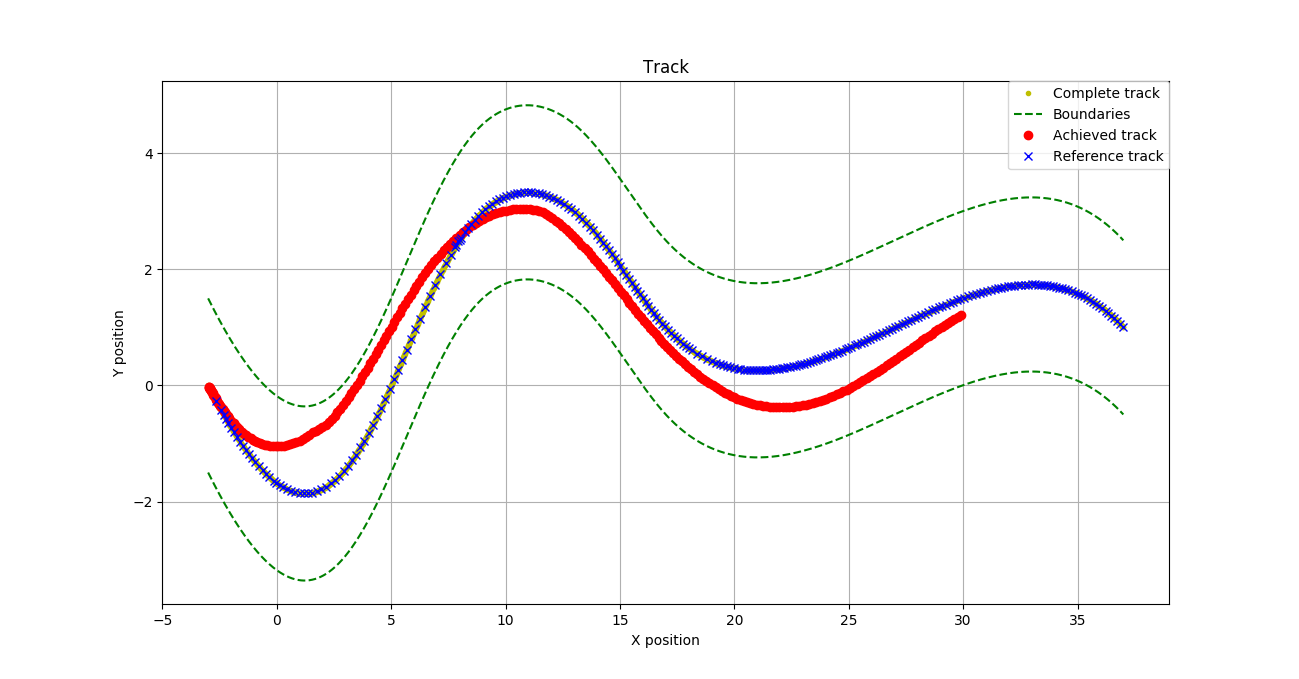 Track
Complete track
Boundaries
Achieved track
Reference track
4
2
0
−2
Y position
−5
0
5
10
15
20
25
30
35
X position